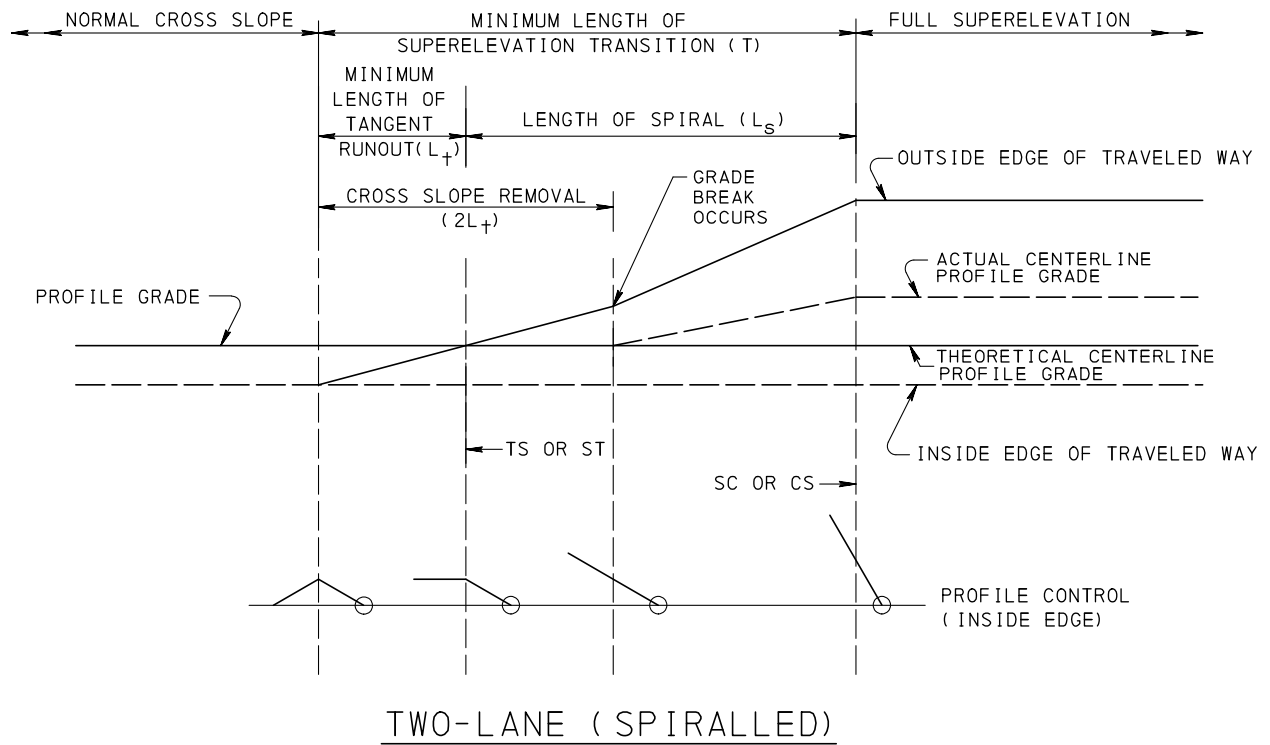 NORMAL CROSS SLOPE
MINIMUM LENGTH OF
SUPERELEVATION TRANSITION (T)
FULL SUPERELEVATION
MINIMUM
LENGTH OF
TANGENT
RUNOUT(Lt)
LENGTH OF SPIRAL (Ls)
OUTSIDE EDGE OF TRAVELED WAY
GRADE
BREAK
OCCURS
CROSS SLOPE REMOVAL
(2Lt)
ACTUAL CENTERLINE
PROFILE GRADE
PROFILE GRADE
THEORETICAL CENTERLINE
PROFILE GRADE
TS OR ST
INSIDE EDGE OF TRAVELED WAY
SC OR CS
PROFILE CONTROL
(INSIDE EDGE)
TWO-LANE (SPIRALLED)